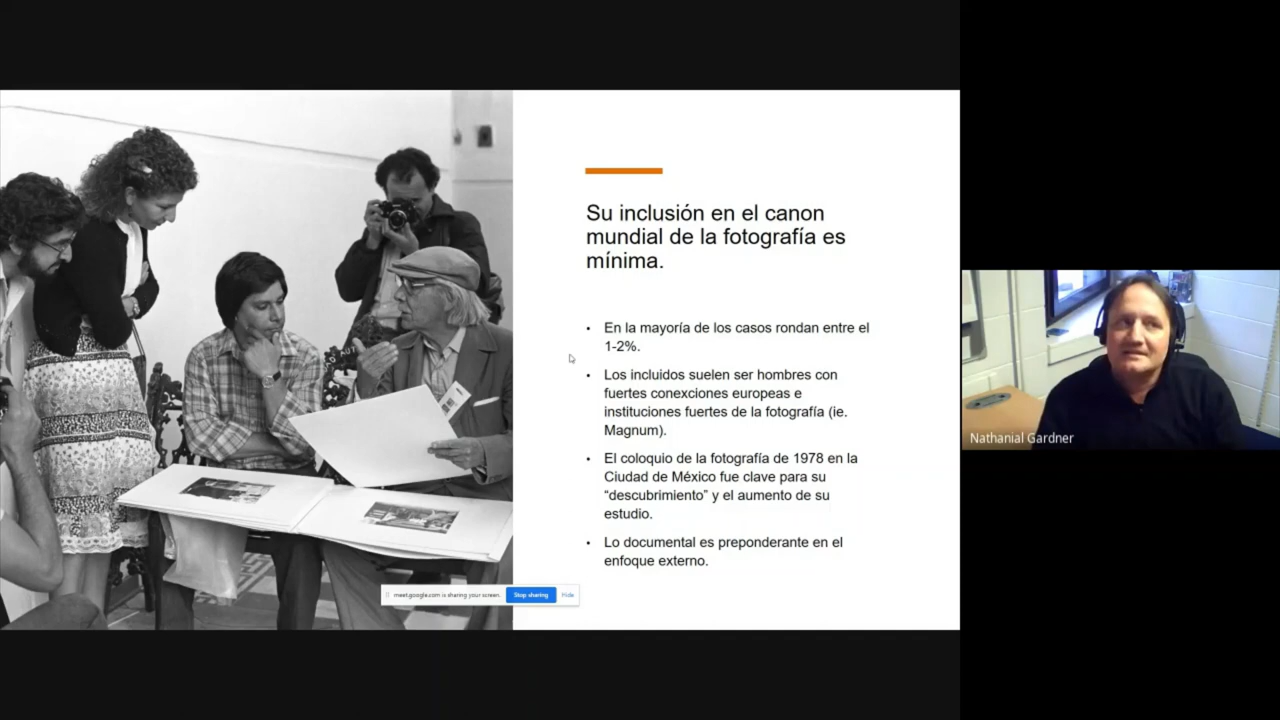 Su inclusión en el canon
mundial de la fotografía es
mínima.
• En la mayoría de los casos rondan entre el
1-2%.
• Los incluidos suelen ser hombres con
fuertes conexciones europeas e
instituciones fuertes de la fotografía (ie.
Magnum).
• El coloquio de la fotografía de 1978 en la
Ciudad de México fue clave para su
“descubrimiento” y el aumento de su
estudio.
• Lo documental es preponderante en el
enfoque externo.
meet.google.com is sharing your screen.
Stop sharing
Hide
Nathanial Gardner